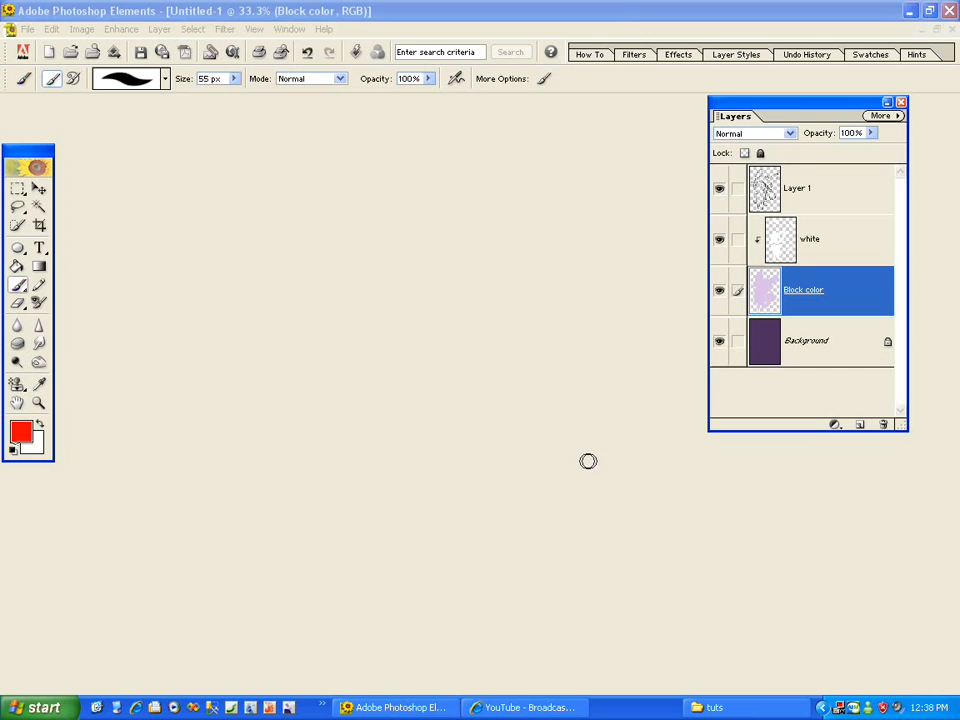 Adobe Photoshop Elements - [Untitled-1 @ 33.3% (Block color, RGB)]
File Edit Image Enhance Layer Select Filter View Window Help
Enter search criteria Search How To Filters Effects Layer Styles Undo History Swatches Hints
Size: 55 px Mode: Normal Opacity: 100% More Options:
Layers More
Normal Opacity: 100%
Lock:
Layer 1
white
Block color
Background
T
start Adobe Photoshop El... YouTube - Broadcas... tuts 12:38 PM